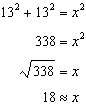 13² + 13² = x²
338 = x²
√338 = x
18 ≈ x